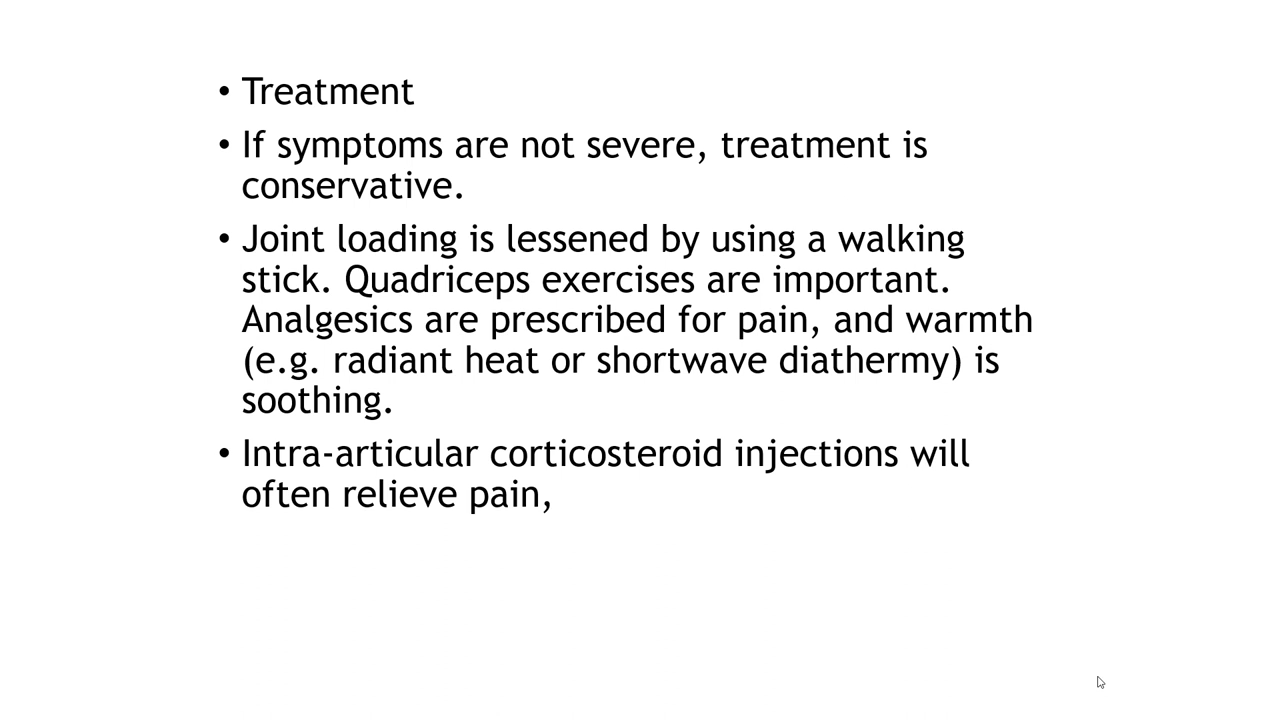 • Treatment
• If symptoms are not severe, treatment is
conservative.
• Joint loading is lessened by using a walking
stick. Quadriceps exercises are important.
Analgesics are prescribed for pain, and warmth
(e.g. radiant heat or shortwave diathermy) is
soothing.
• Intra-articular corticosteroid injections will
often relieve pain,